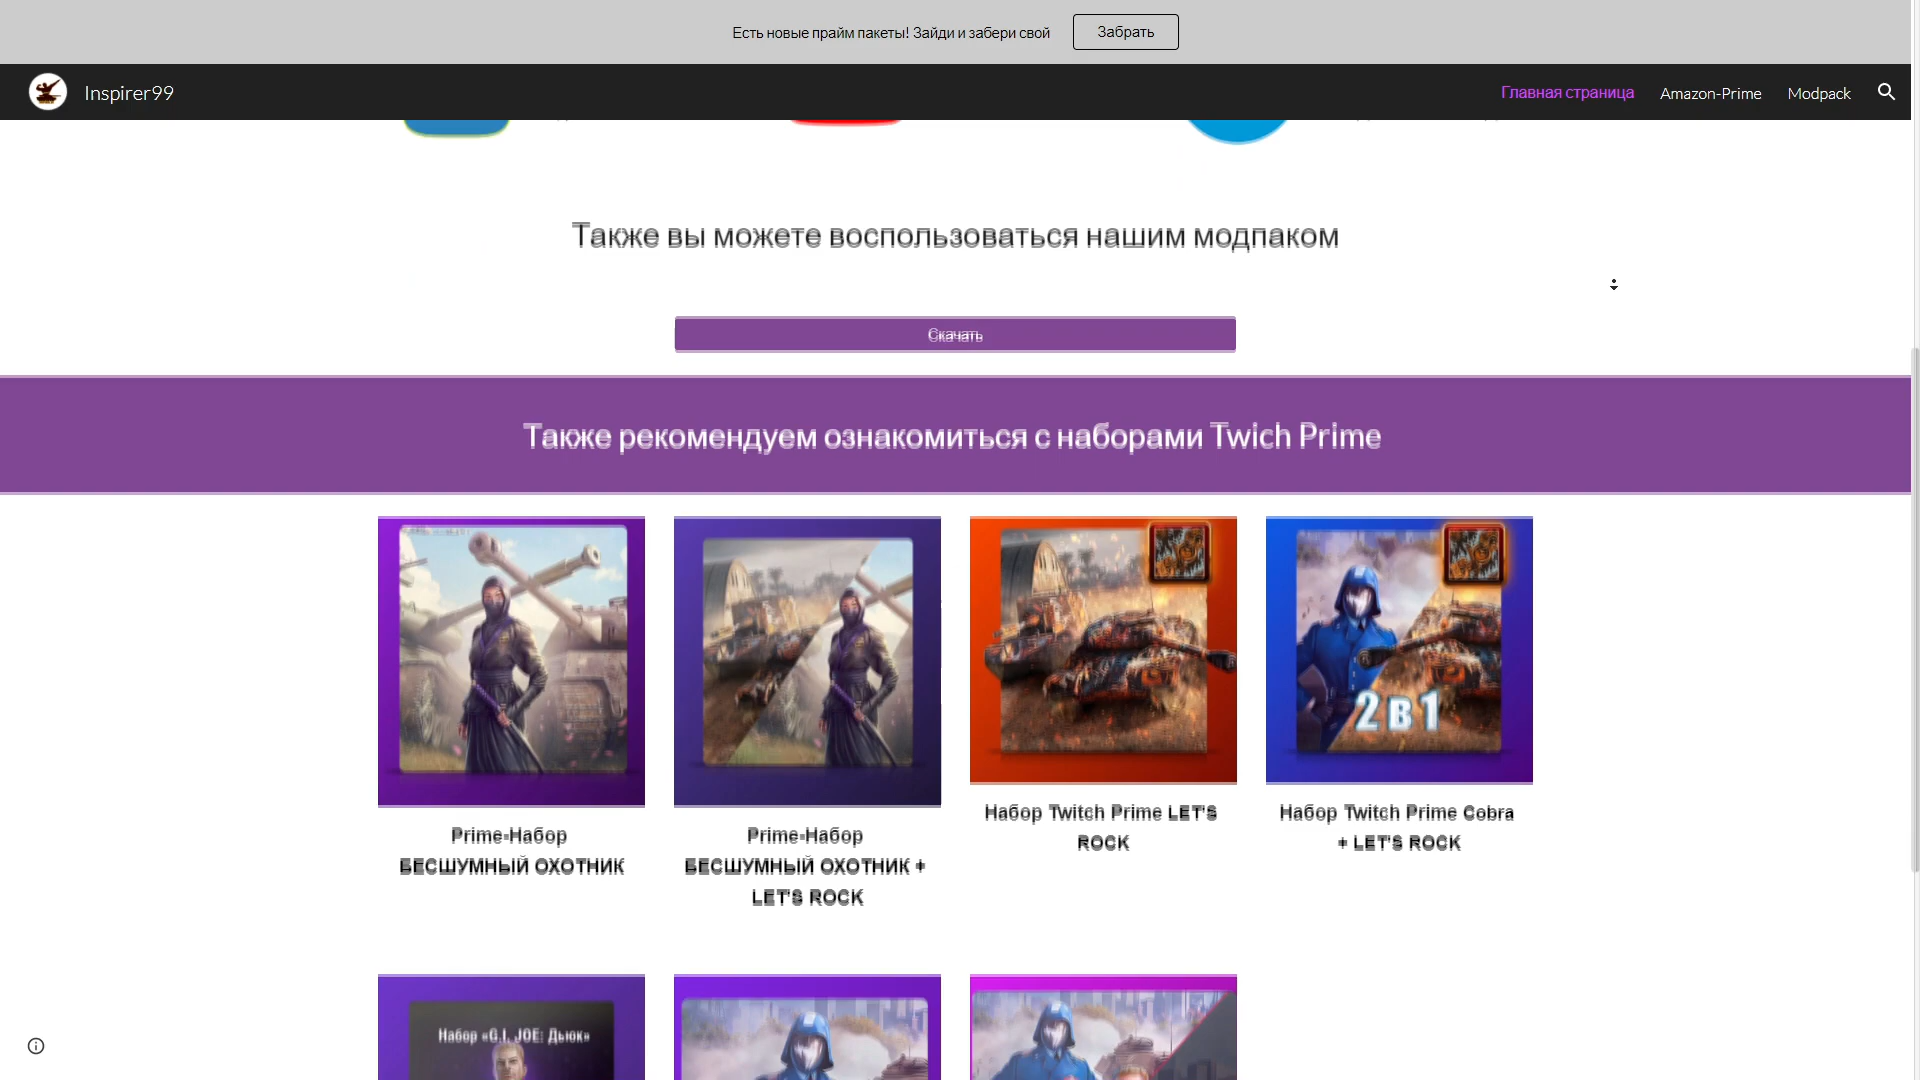 Есть новые прайм пакеты! Зайди и забери свой
Забрать
Inspirer99
Главная страница
Amazon-Prime
Modpack
Также вы можете воспользоваться нашим модпаком
Скачать
Также рекомендуем ознакомиться с наборами Twich Prime
2 в 1
Prime-Набор
БЕСШУМНЫЙ ОХОТНИК
Prime-Набор
БЕСШУМНЫЙ ОХОТНИК +
LET'S ROCK
Набор Twitch Prime LET'S
ROCK
Набор Twitch Prime Cobra
+ LET'S ROCK
Набор «G.I. JOE: Дьюк»